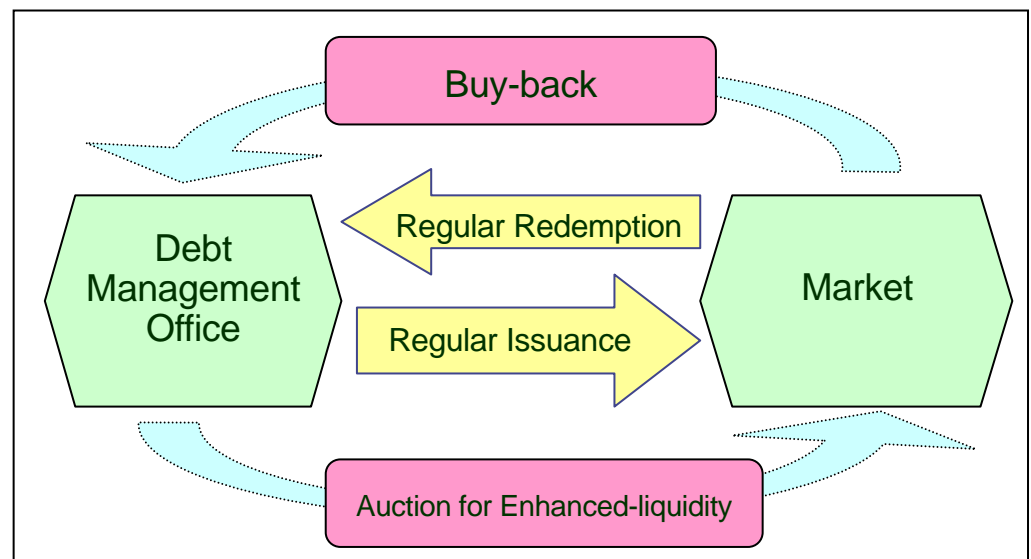 Buy-back
Regular Redemption
Debt
Management
Office
Market
Regular Issuance
Auction for Enhanced-liquidity